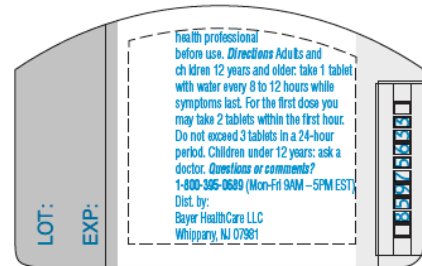 health professional
before use. Directions Adults and
children 12 years and older: take 1 tablet
with water every 8 to 12 hours while
symptoms last. For the first dose you
may take 2 tablets within the first hour.
Do not exceed 3 tablets in a 24-hour
period. Children under 12 years: ask a
doctor. Questions or comments?
1-800-395-0689 (Mon-Fri 9AM – 5PM EST)
Dist. by:
Bayer HealthCare LLC
Whippany, NJ 07981
LOT:
EXP: